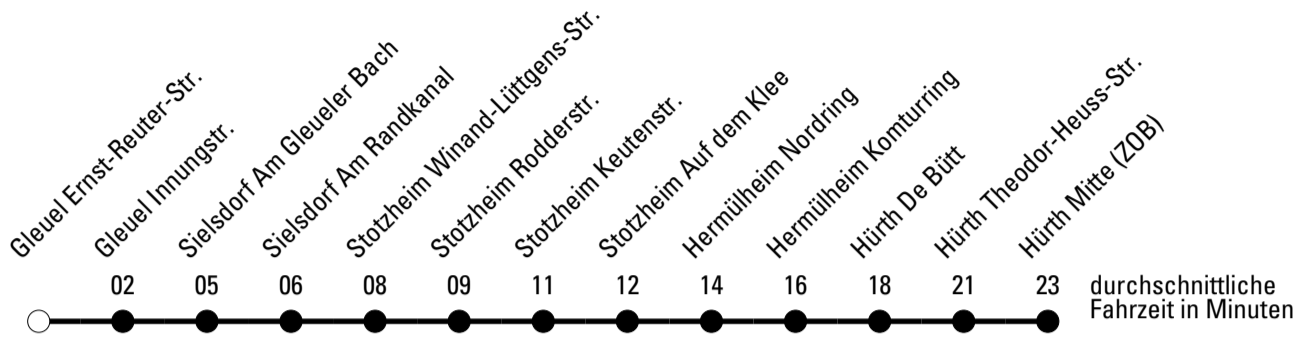 Gleuel Ernst-Reuter-Str.
Gleuel Innungstr.
Sielsdorf Am Gleueler Bach
Sielsdorf Am Randkanal
Stotzheim Winand-Lüttgens-Str.
Stotzheim Rodderstr.
Stotzheim Keutenstr.
Stotzheim Auf dem Klee
Hermülheim Nordring
Hermülheim Komturring
Hürth De Bütt
Hürth Theodor-Heuss-Str.
Hürth Mitte (ZOB)
02 05 06 08 09 11 12 14 16 18 21 23
durchschnittliche
Fahrzeit in Minuten